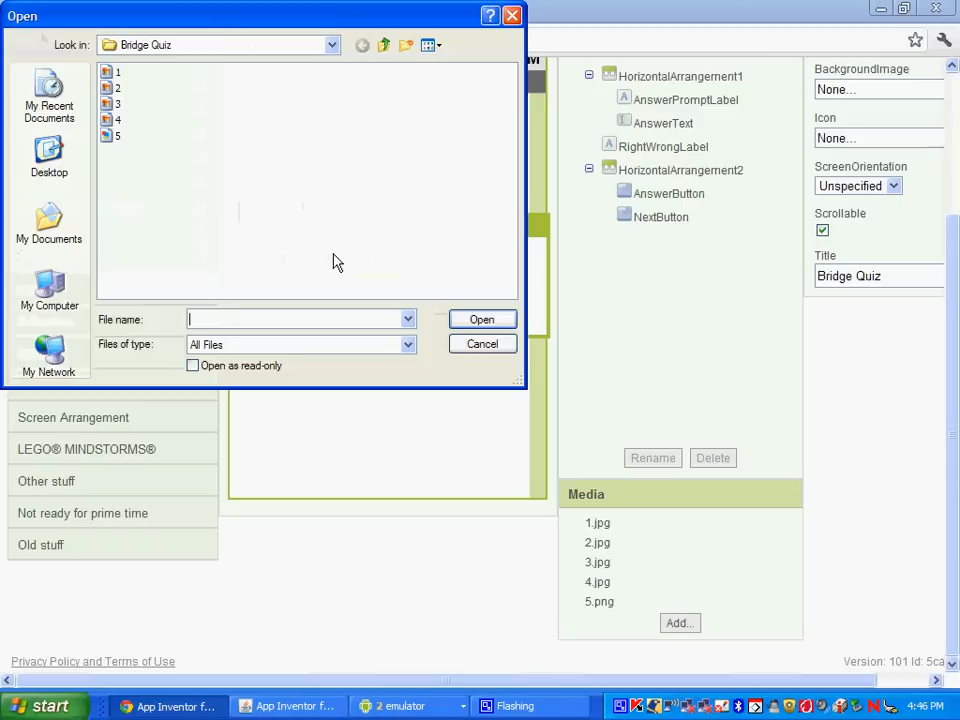 Open
Look in:
Bridge Quiz
My Recent
Documents
Desktop
My Documents
My Computer
My Network
1
2
3
4
5
File name:
Open
Files of type:
All Files
Cancel
Open as read-only
M
HorizontalArrangement1
AnswerPromptLabel
AnswerText
RightWrongLabel
HorizontalArrangement2
AnswerButton
NextButton
Rename
Delete
BackgroundImage
None...
Icon
None...
ScreenOrientation
Unspecified
Scrollable
Title
Bridge Quiz
Screen Arrangement
LEGO® MINDSTORMS®
Other stuff
Not ready for prime time
Old stuff
Media
1.jpg
2.jpg
3.jpg
4.jpg
5.png
Add...
Privacy Policy and Terms of Use
Version: 101 Id: 5ca
start
App Inventor f...
App Inventor f...
2 emulator
Flashing
4:46 PM